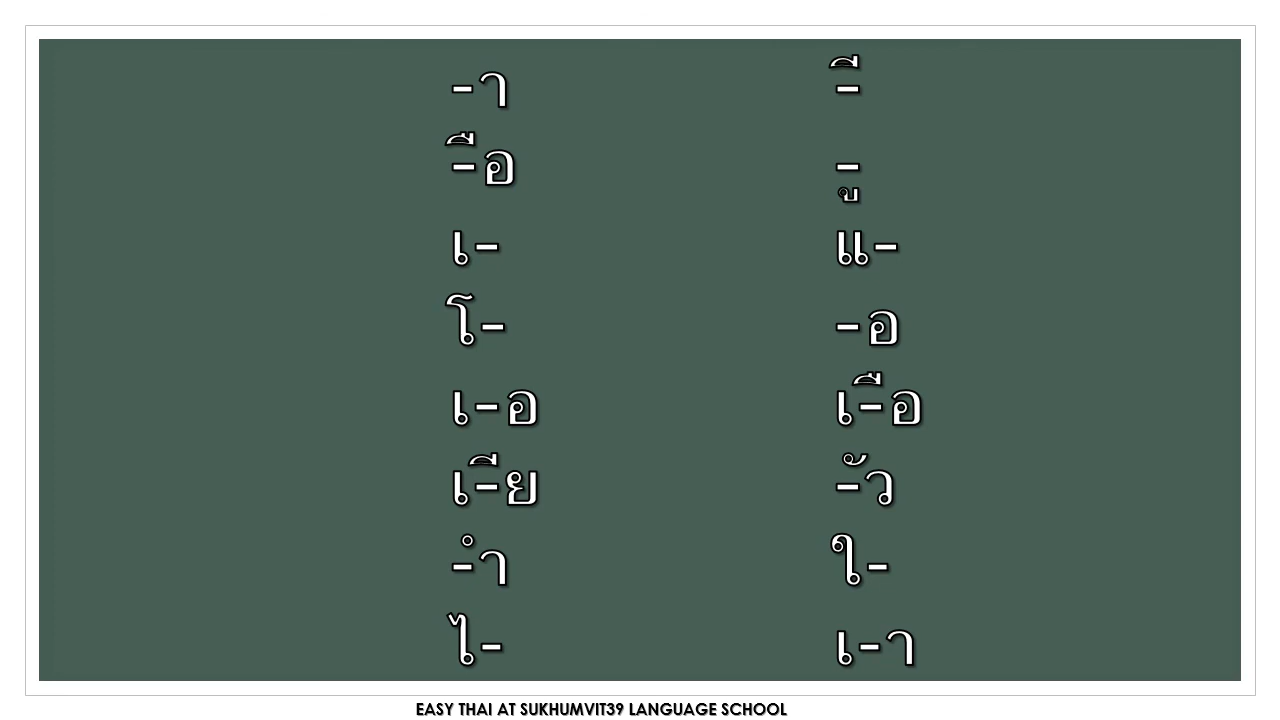 -า -ี
-ือ -ู
เ- แ-
โ- -อ
เ-อ เ-ือ
เ-ีย -ัว
-ำ ใ-
ไ- เ-า
EASY THAI AT SUKHUMVIT39 LANGUAGE SCHOOL